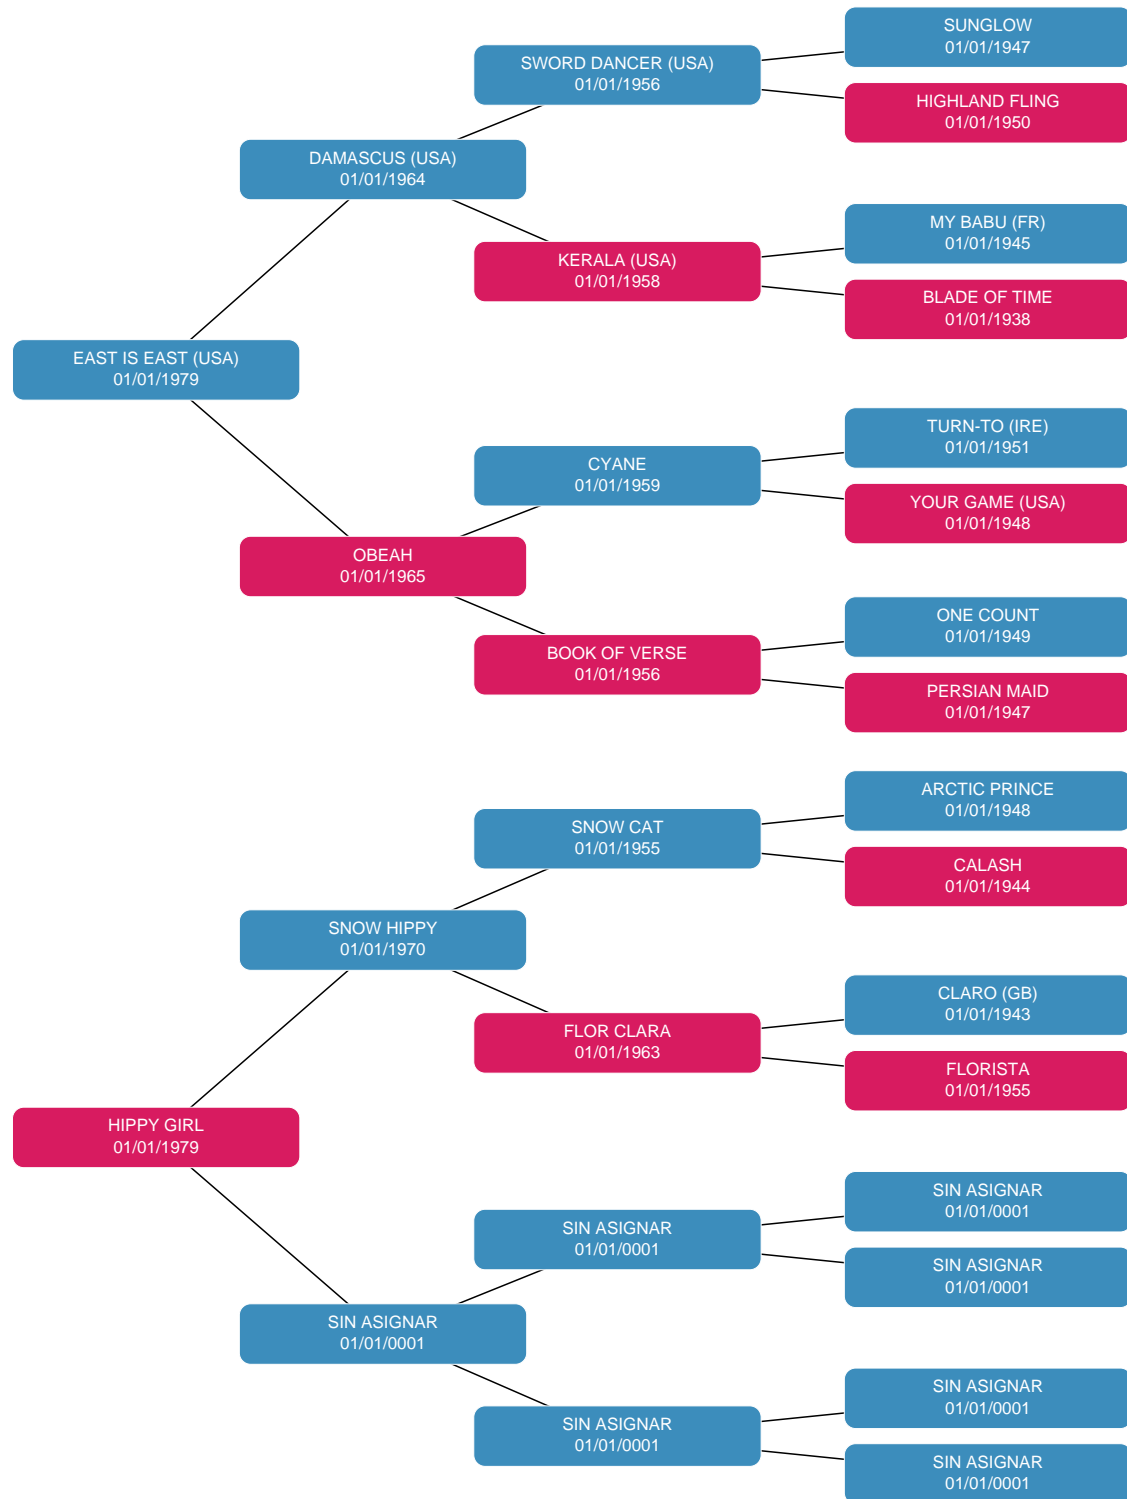 SUNGLOW
01/01/1947
SWORD DANCER (USA)
01/01/1956
HIGHLAND FLING
01/01/1950
DAMASCUS (USA)
01/01/1964
MY BABU (FR)
01/01/1945
KERALA (USA)
01/01/1958
BLADE OF TIME
01/01/1938
EAST IS EAST (USA)
01/01/1979
TURN-TO (IRE)
01/01/1951
CYANE
01/01/1959
YOUR GAME (USA)
01/01/1948
OBEAH
01/01/1965
ONE COUNT
01/01/1949
BOOK OF VERSE
01/01/1956
PERSIAN MAID
01/01/1947
ARCTIC PRINCE
01/01/1948
SNOW CAT
01/01/1955
CALASH
01/01/1944
SNOW HIPPY
01/01/1970
CLARO (GB)
01/01/1943
FLOR CLARA
01/01/1963
FLORISTA
01/01/1955
HIPPY GIRL
01/01/1979
SIN ASIGNAR
01/01/0001
SIN ASIGNAR
01/01/0001
SIN ASIGNAR
01/01/0001
SIN ASIGNAR
01/01/0001
SIN ASIGNAR
01/01/0001
SIN ASIGNAR
01/01/0001
SIN ASIGNAR
01/01/0001